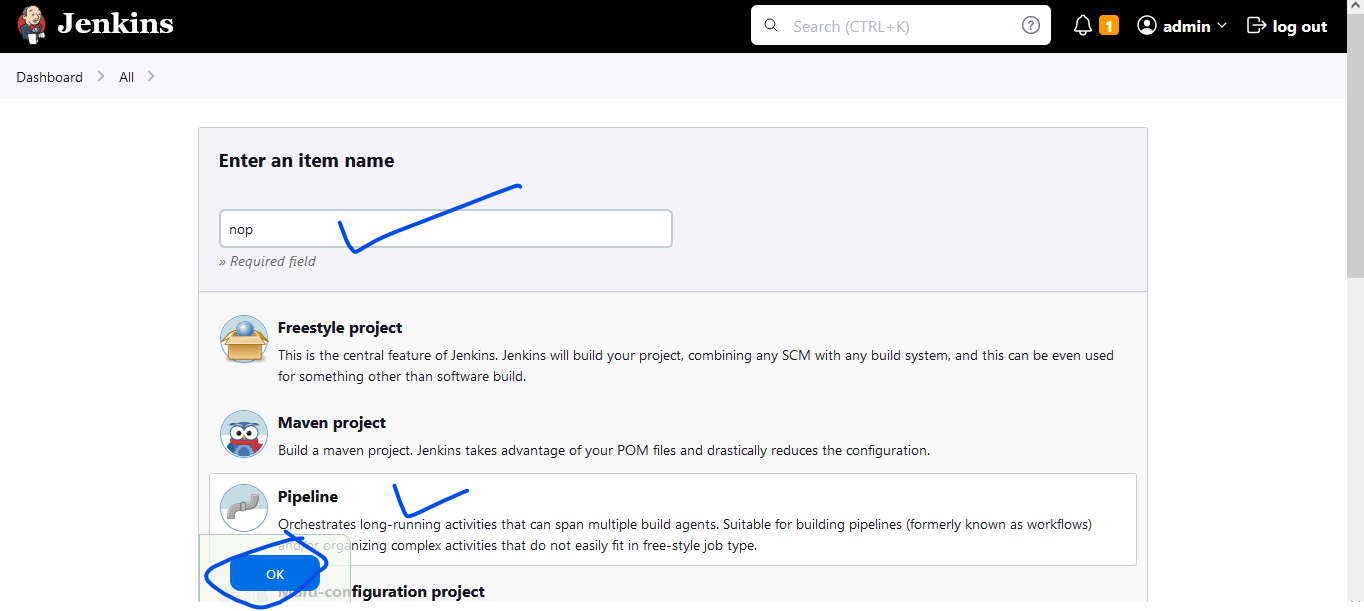 Jenkins
Search (CTRL+K)
1
admin
log out
Dashboard
All
Enter an item name
nop
» Required field
Freestyle project
This is the central feature of Jenkins. Jenkins will build your project, combining any SCM with any build system, and this can be even used
for something other than software build.
Maven project
Build a maven project. Jenkins takes advantage of your POM files and drastically reduces the configuration.
Pipeline
Orchestrates long-running activities that can span multiple build agents. Suitable for building pipelines (formerly known as workflows)
and/or organizing complex activities that do not easily fit in free-style job type.
OK
Multi-configuration project